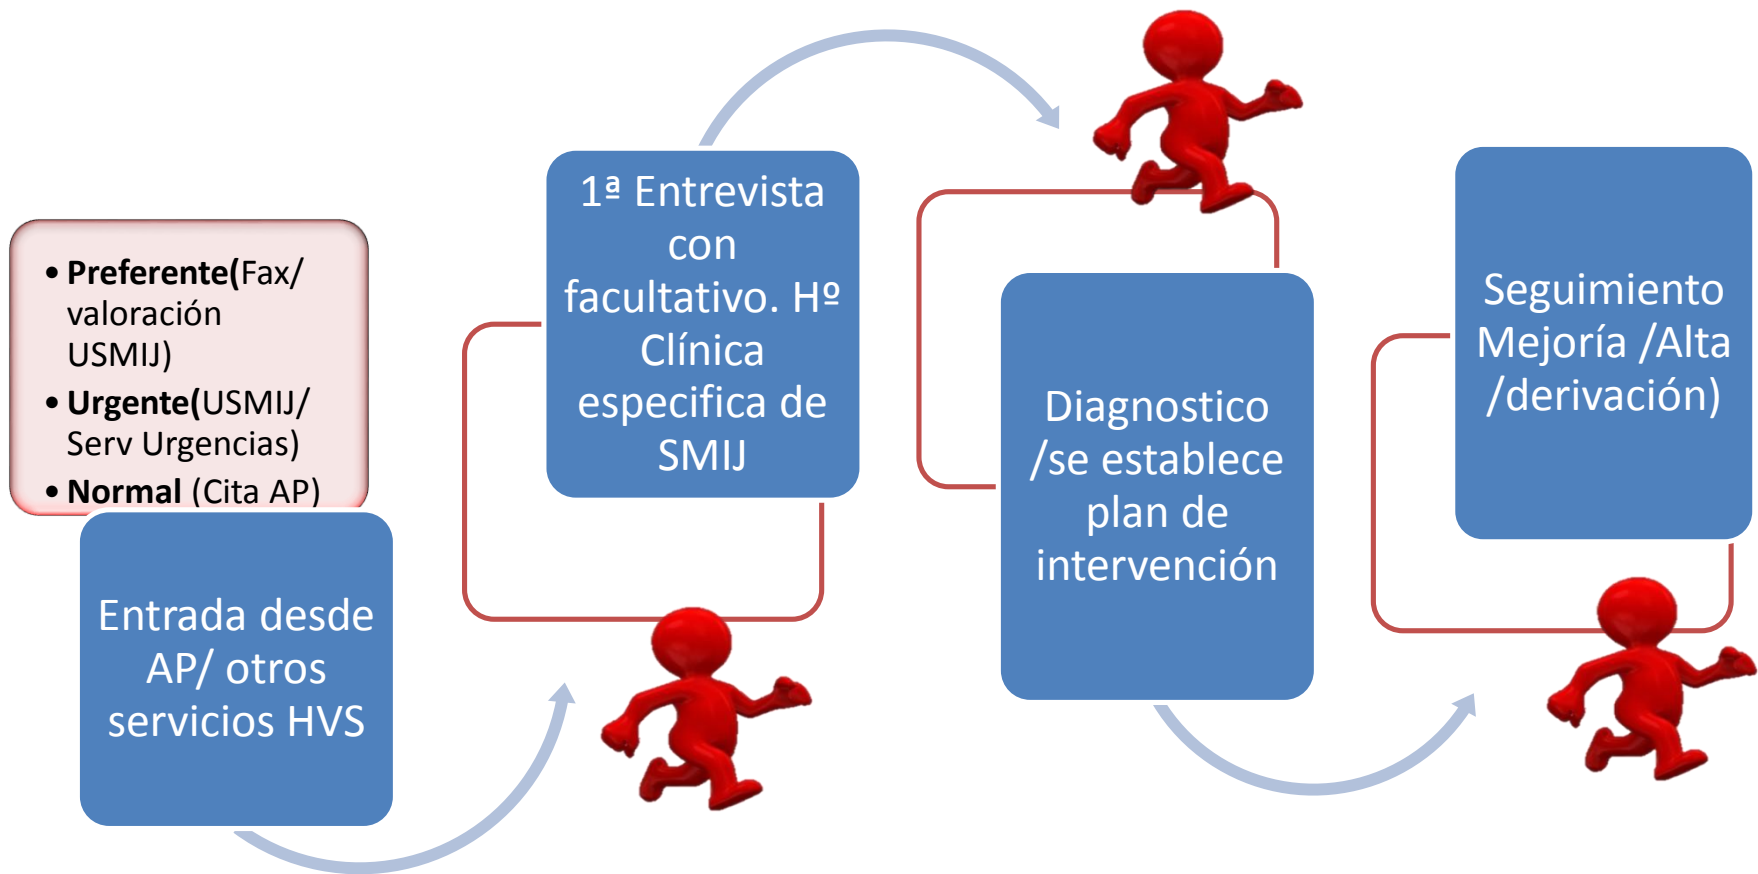 • Preferente(Fax/
valoración
USMIJ)
• Urgente(USMIJ/
Serv Urgencias)
• Normal (Cita AP)
Entrada desde
AP/ otros
servicios HVS
1ª Entrevista
con
facultativo. Hº
Clínica
especifica de
SMIJ
Diagnostico
/se establece
plan de
intervención
Seguimiento
Mejoría /Alta
/derivación)